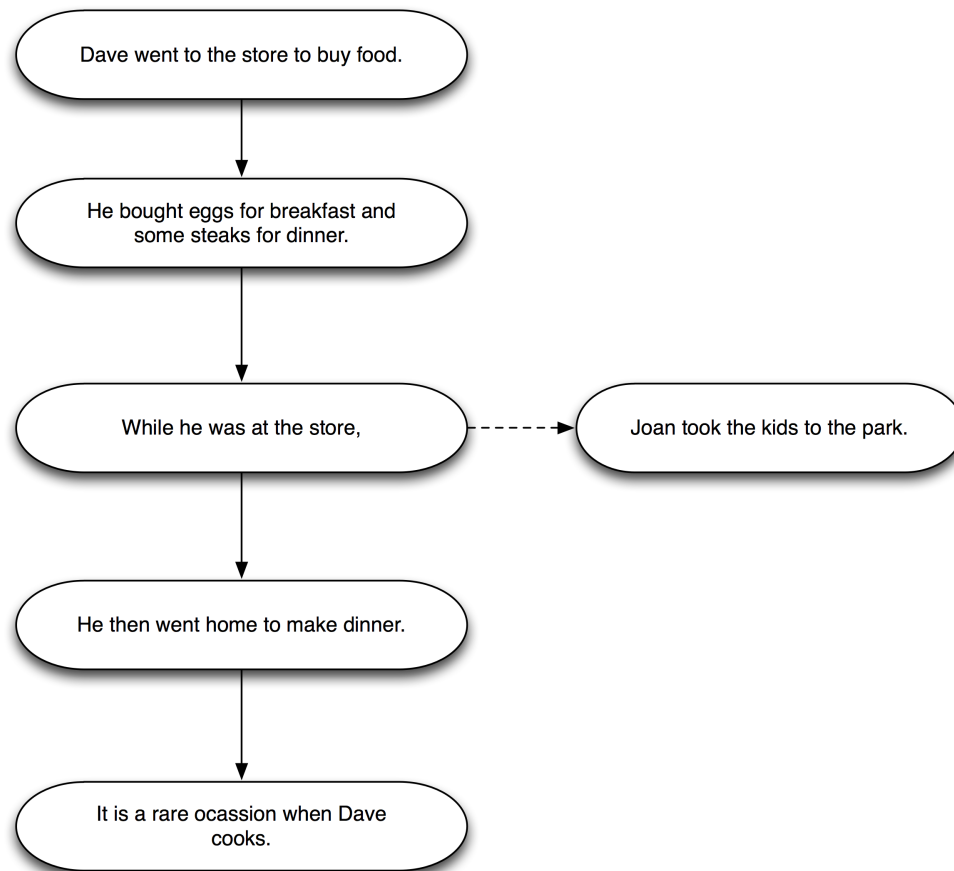 Dave went to the store to buy food.
He bought eggs for breakfast and
some steaks for dinner.
While he was at the store,
Joan took the kids to the park.
He then went home to make dinner.
It is a rare ocassion when Dave
cooks.